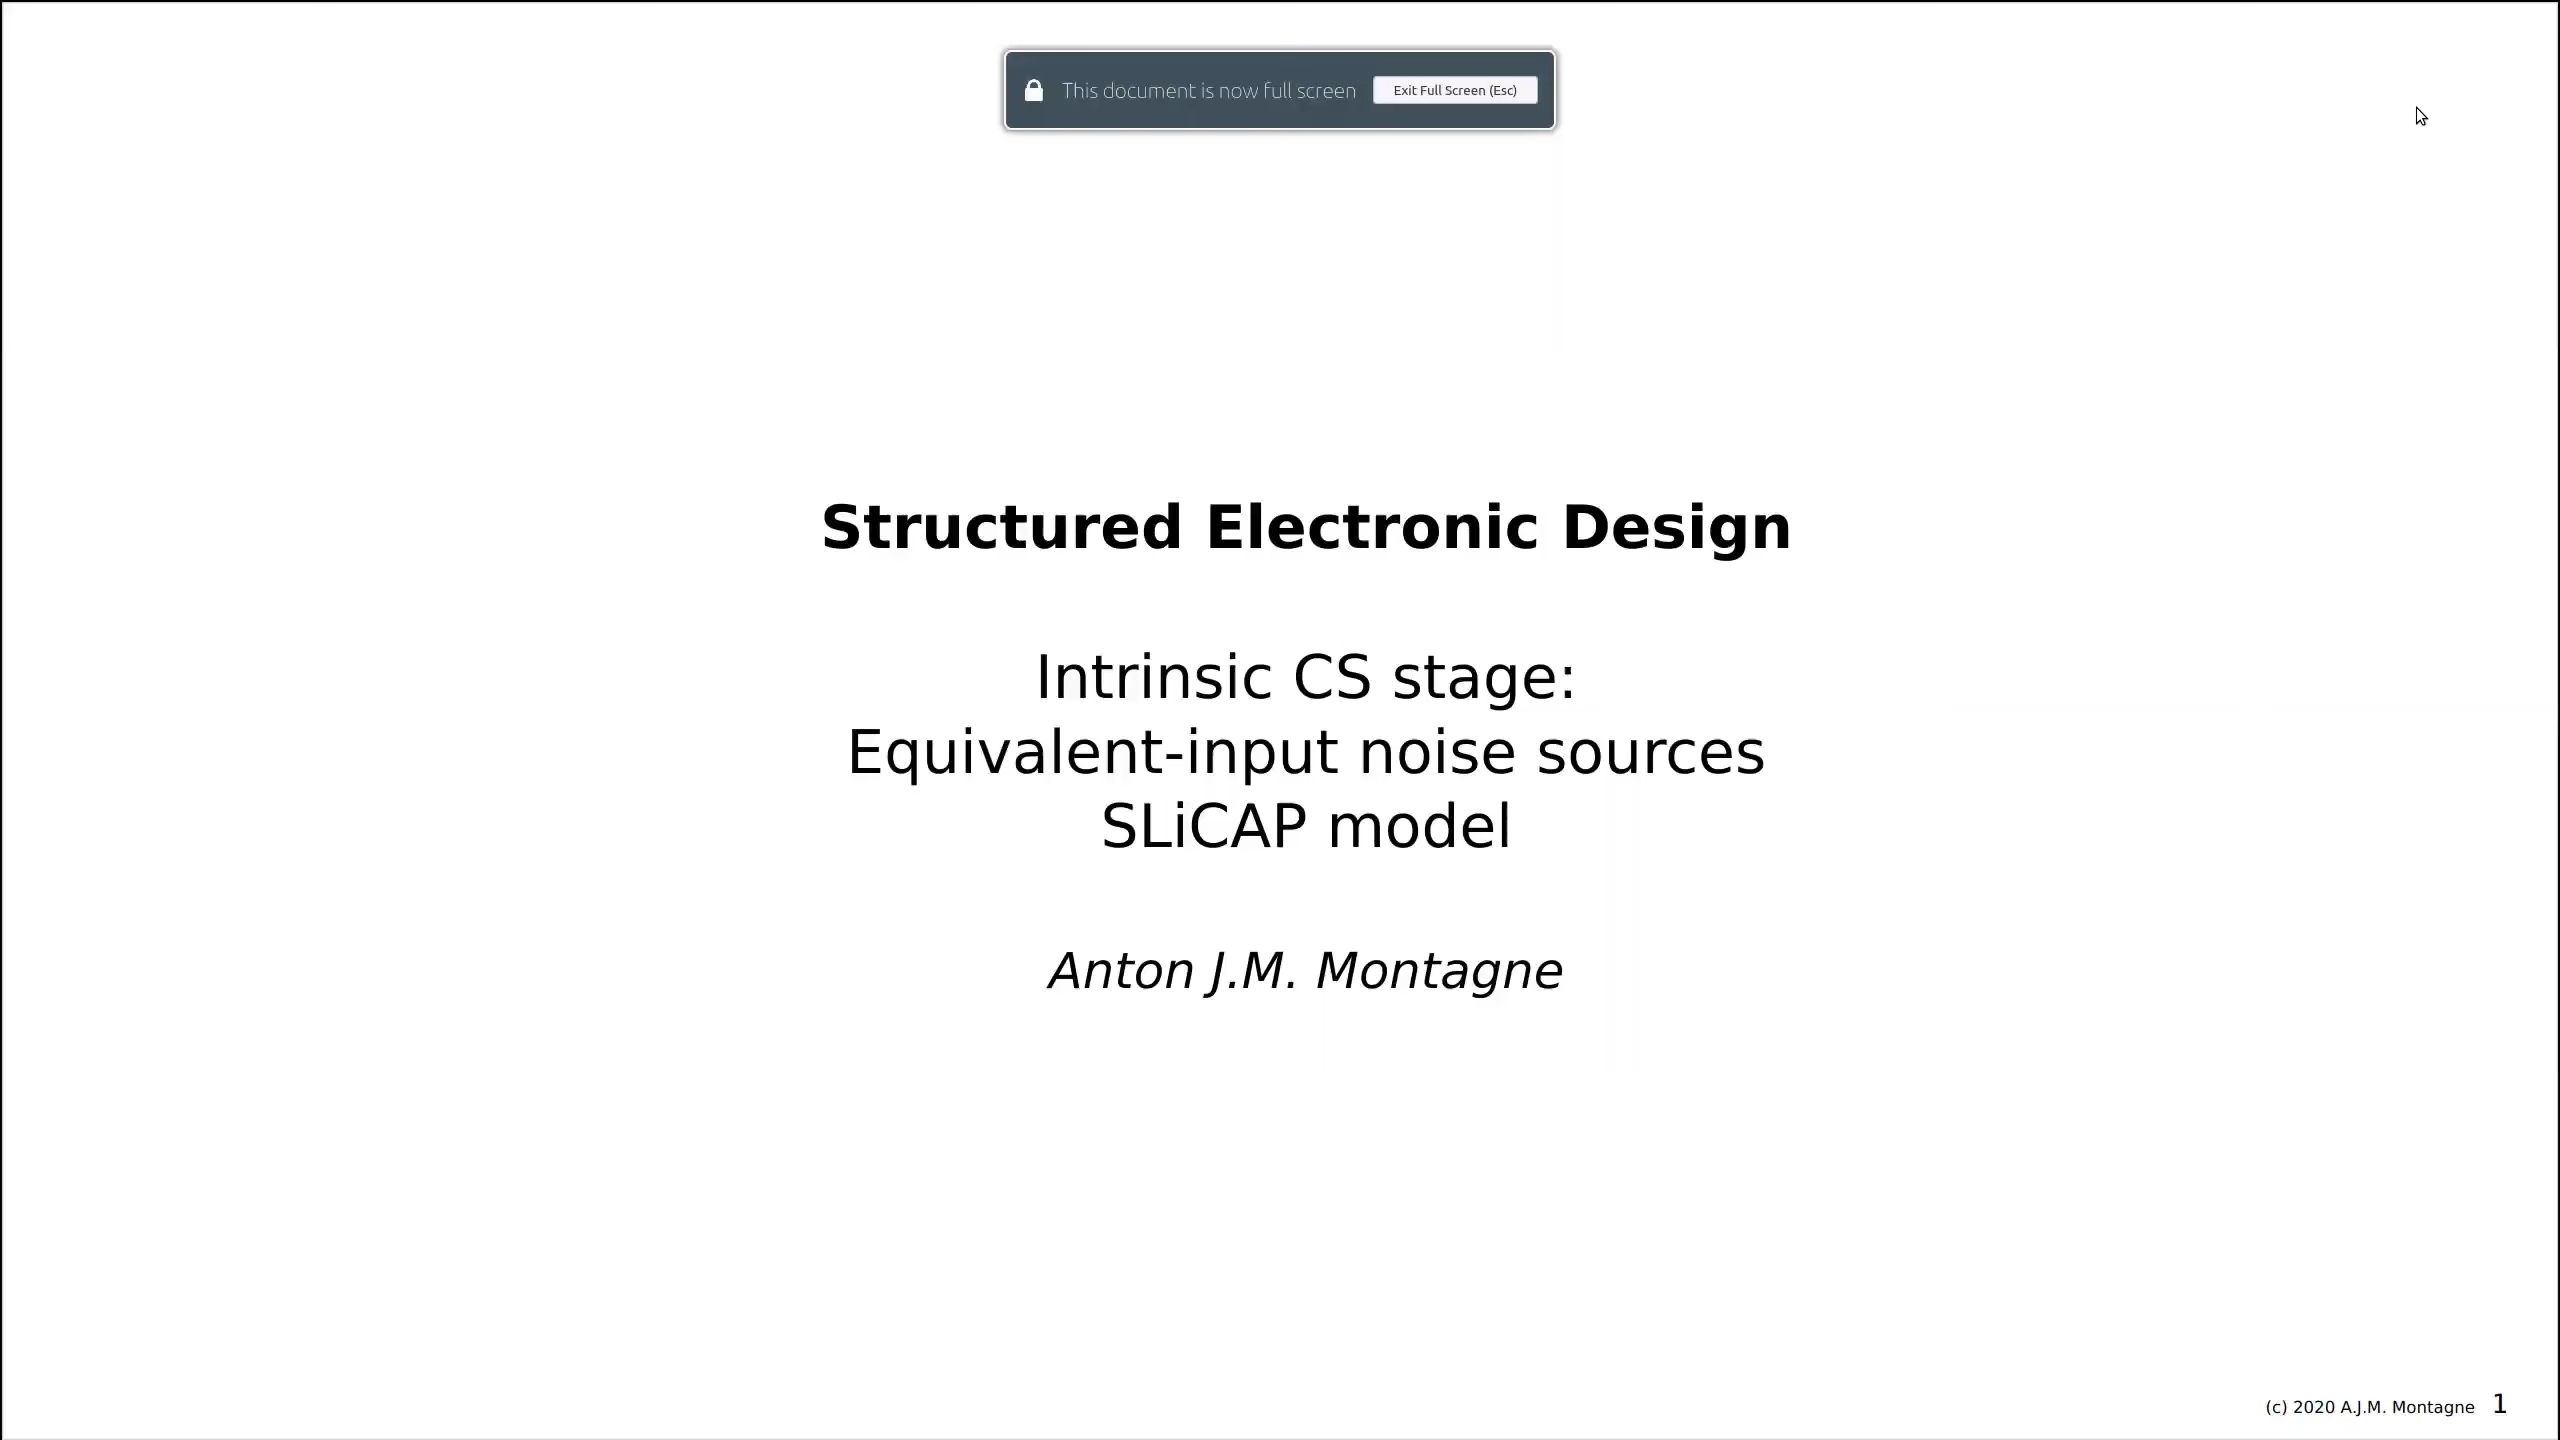 This document is now full screen Exit Full Screen (Esc)
Structured Electronic Design
Intrinsic CS stage:
Equivalent-input noise sources
SLiCAP model
Anton J.M. Montagne
(c) 2020 A.J.M. Montagne 1